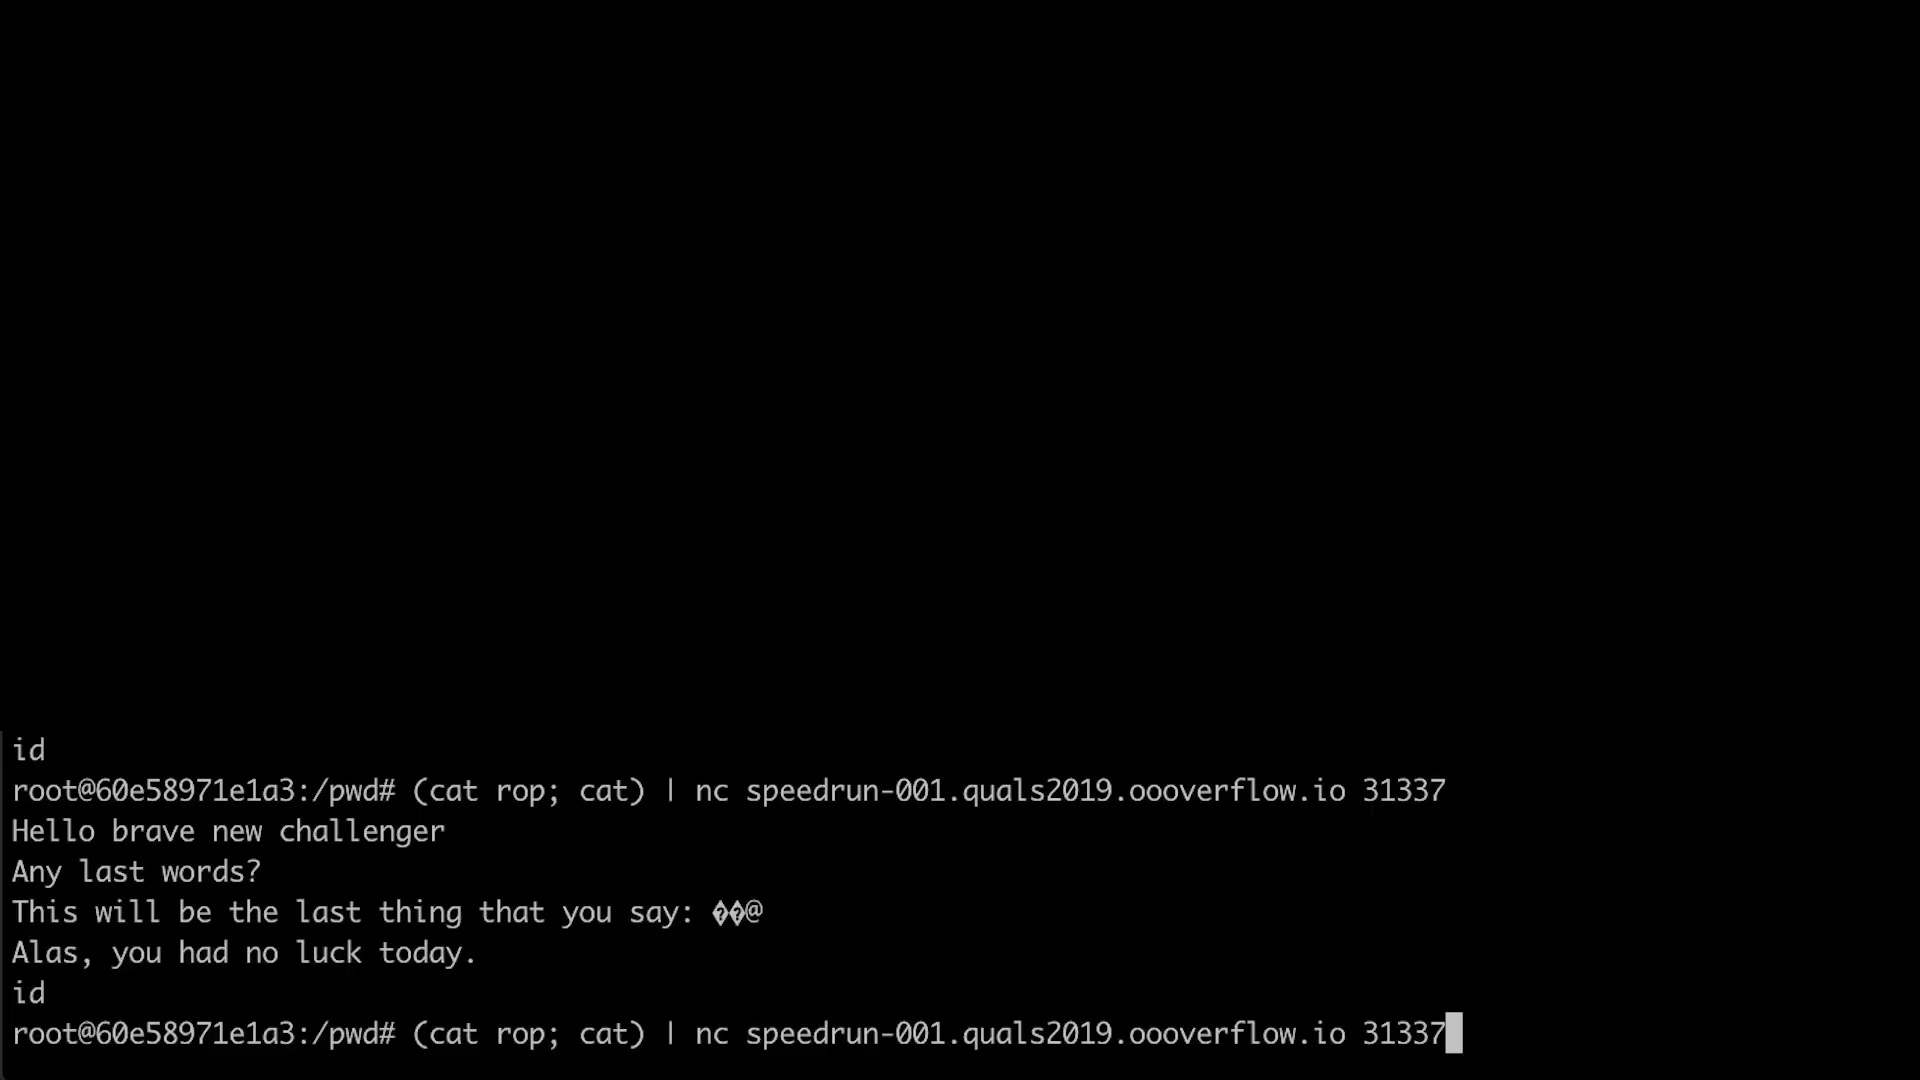 id
root@60e58971e1a3:/pwd# (cat rop; cat) | nc speedrun-001.quals2019.oooverflow.io 31337
Hello brave new challenger
Any last words?
This will be the last thing that you say: ��@
Alas, you had no luck today.
id
root@60e58971e1a3:/pwd# (cat rop; cat) | nc speedrun-001.quals2019.oooverflow.io 31337